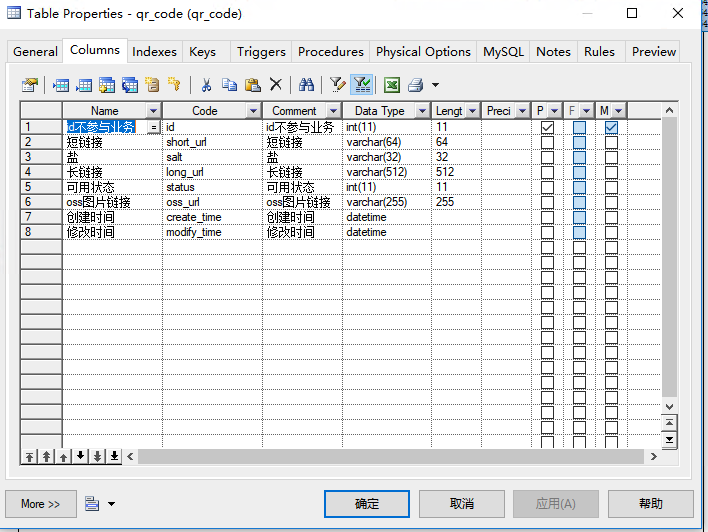 Table Properties - qr_code (qr_code)
General Columns Indexes Keys Triggers Procedures Physical Options MySQL Notes Rules Preview
Name Code Comment Data Type Lengt Preci P F M
1 id不参与业务 = id id不参与业务 int(11) 11
2 短链接 short_url 短链接 varchar(64) 64
3 盐 salt 盐 varchar(32) 32
4 长链接 long_url 长链接 varchar(512) 512
5 可用状态 status 可用状态 int(11) 11
6 oss图片链接 oss_url oss图片链接 varchar(255) 255
7 创建时间 create_time 创建时间 datetime
8 修改时间 modify_time 修改时间 datetime
More >> 确定 取消 应用(A) 帮助